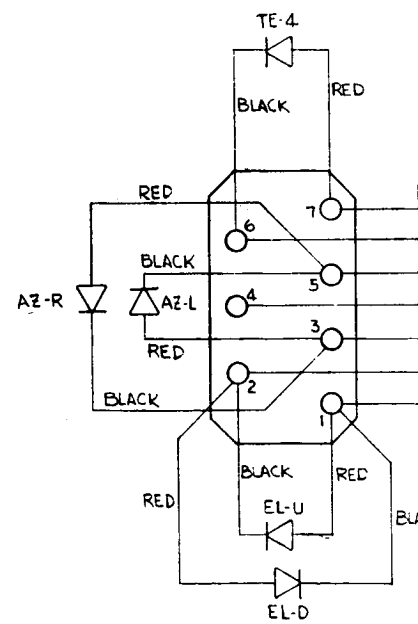 TE-4
BLACK
RED
RED
7
6
BLACK
5
AZ-R
AZ-L
4
3
RED
2
BLACK
1
BLACK
RED
RED
EL-U
EL-D